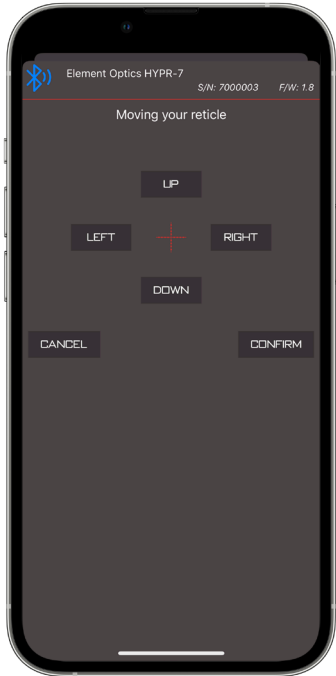 Element Optics HYPR-7
S/N: 7000003 F/W: 1.8
Moving your reticle
UP
LEFT RIGHT
DOWN
CANCEL CONFIRM